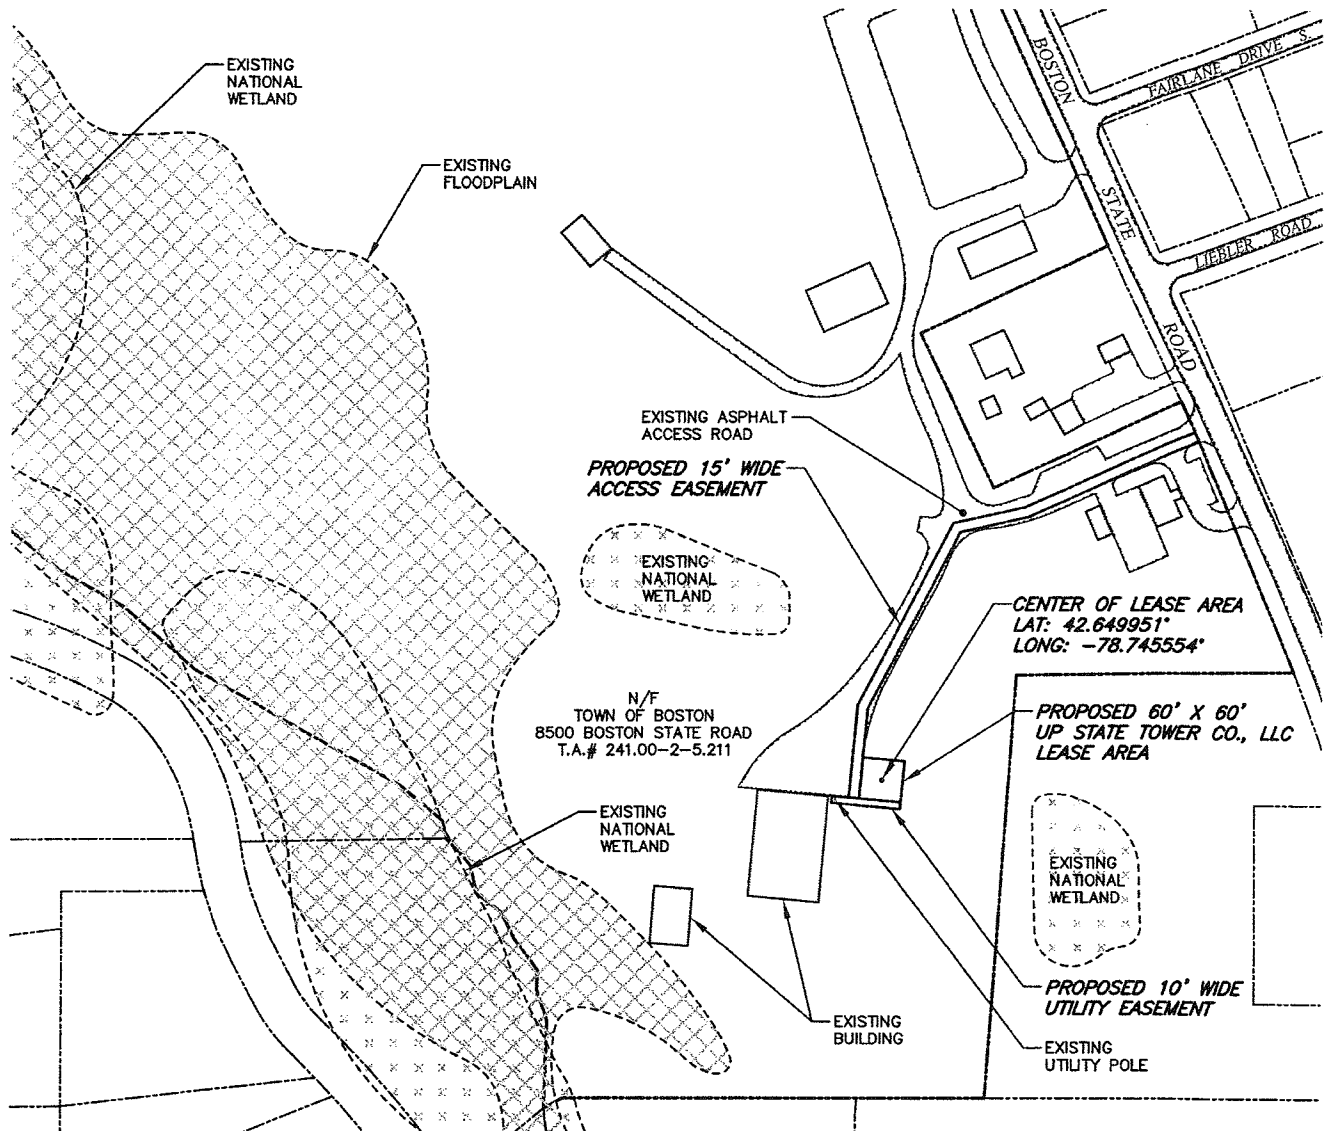 EXISTING
NATIONAL
WETLAND
EXISTING
FLOODPLAIN
BOSTON
STATE
ROAD
FAIRLANE DRIVE S.
LIEBLER ROAD
EXISTING ASPHALT
ACCESS ROAD
PROPOSED 15' WIDE
ACCESS EASEMENT
EXISTING
NATIONAL
WETLAND
CENTER OF LEASE AREA
LAT: 42.649951°
LONG: -78.745554°
N/F
TOWN OF BOSTON
8500 BOSTON STATE ROAD
T.A.# 241.00-2-5.211
PROPOSED 60' X 60'
UP STATE TOWER CO., LLC
LEASE AREA
EXISTING
NATIONAL
WETLAND
EXISTING
NATIONAL
WETLAND
PROPOSED 10' WIDE
UTILITY EASEMENT
EXISTING
BUILDING
EXISTING
UTILITY POLE